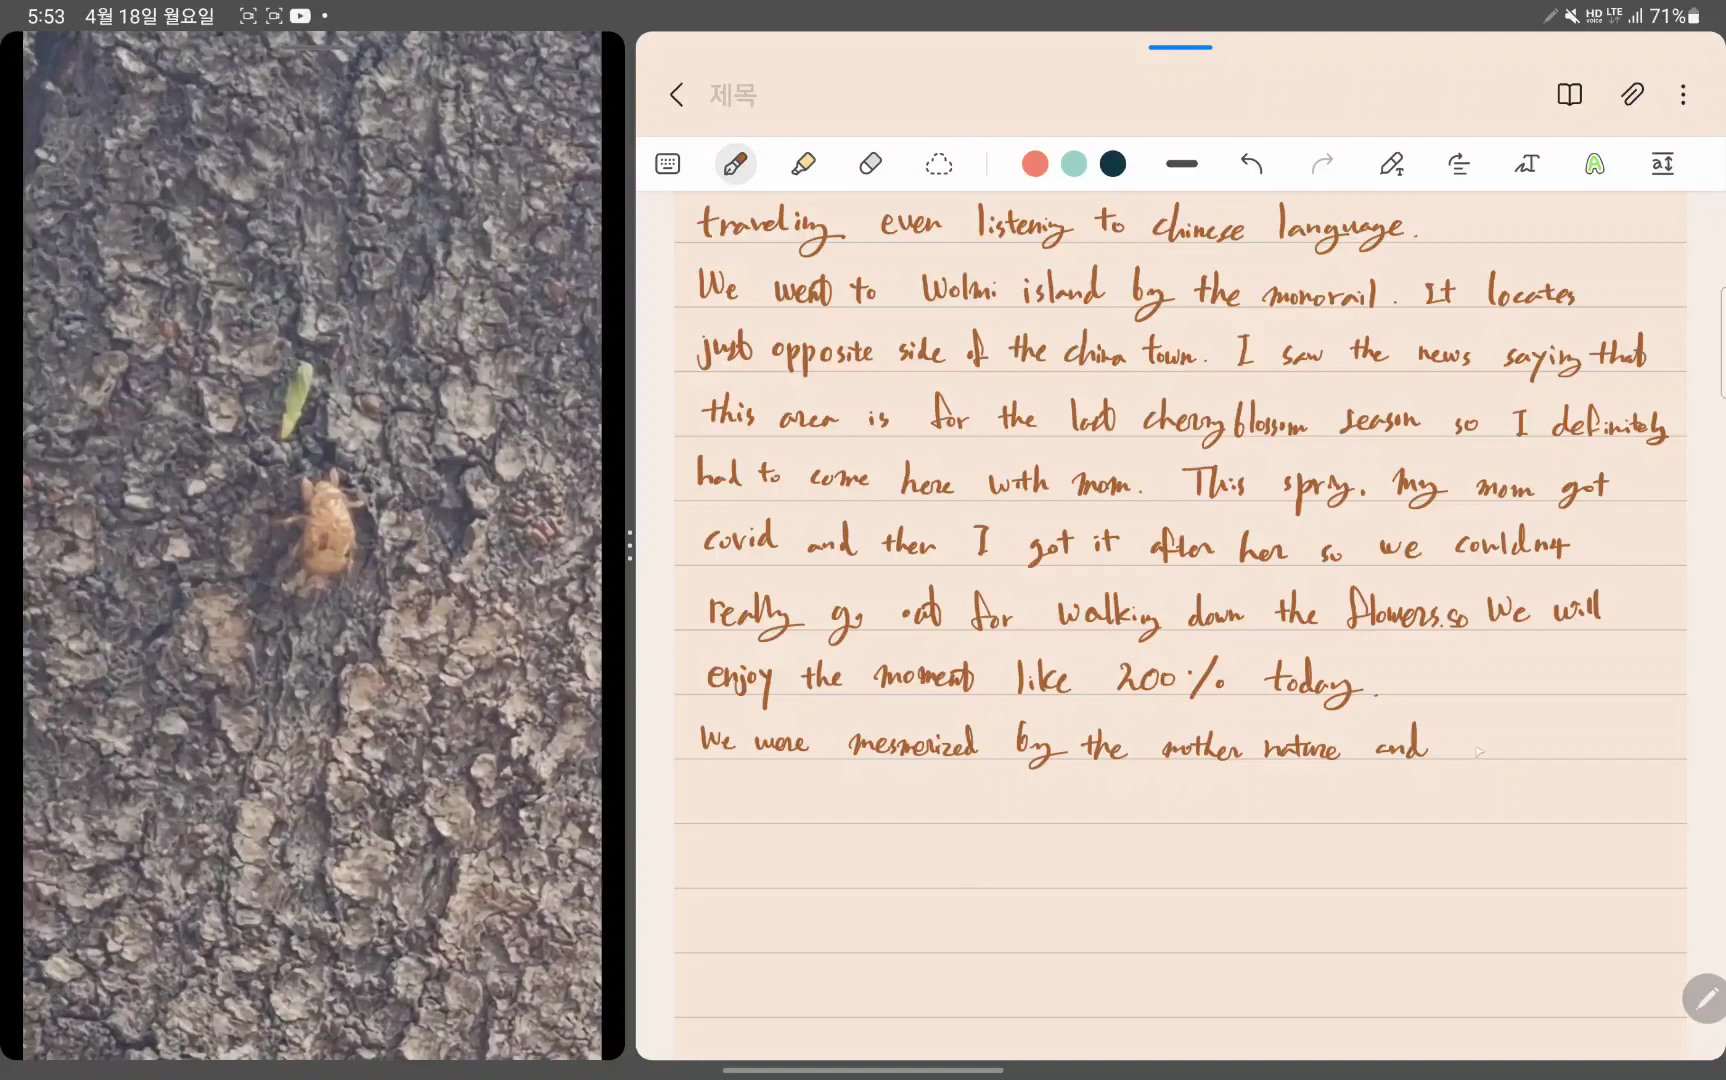 5:53 4월 18일 월요일 HD voice LTE 71%
제목
traveling even listening to chinese language.
We went to Wolmi island by the monorail. It locates
just opposite side of the china town. I saw the news saying that
this area is for the last cherry blossom season so I definitely
had to come here with mom. This spry, my mom got
covid and then I got it after her so we couldnt
really go out for walking down the flowers. so We will
enjoy the moment like 200% today.
We were mesmerized by the mother nature and